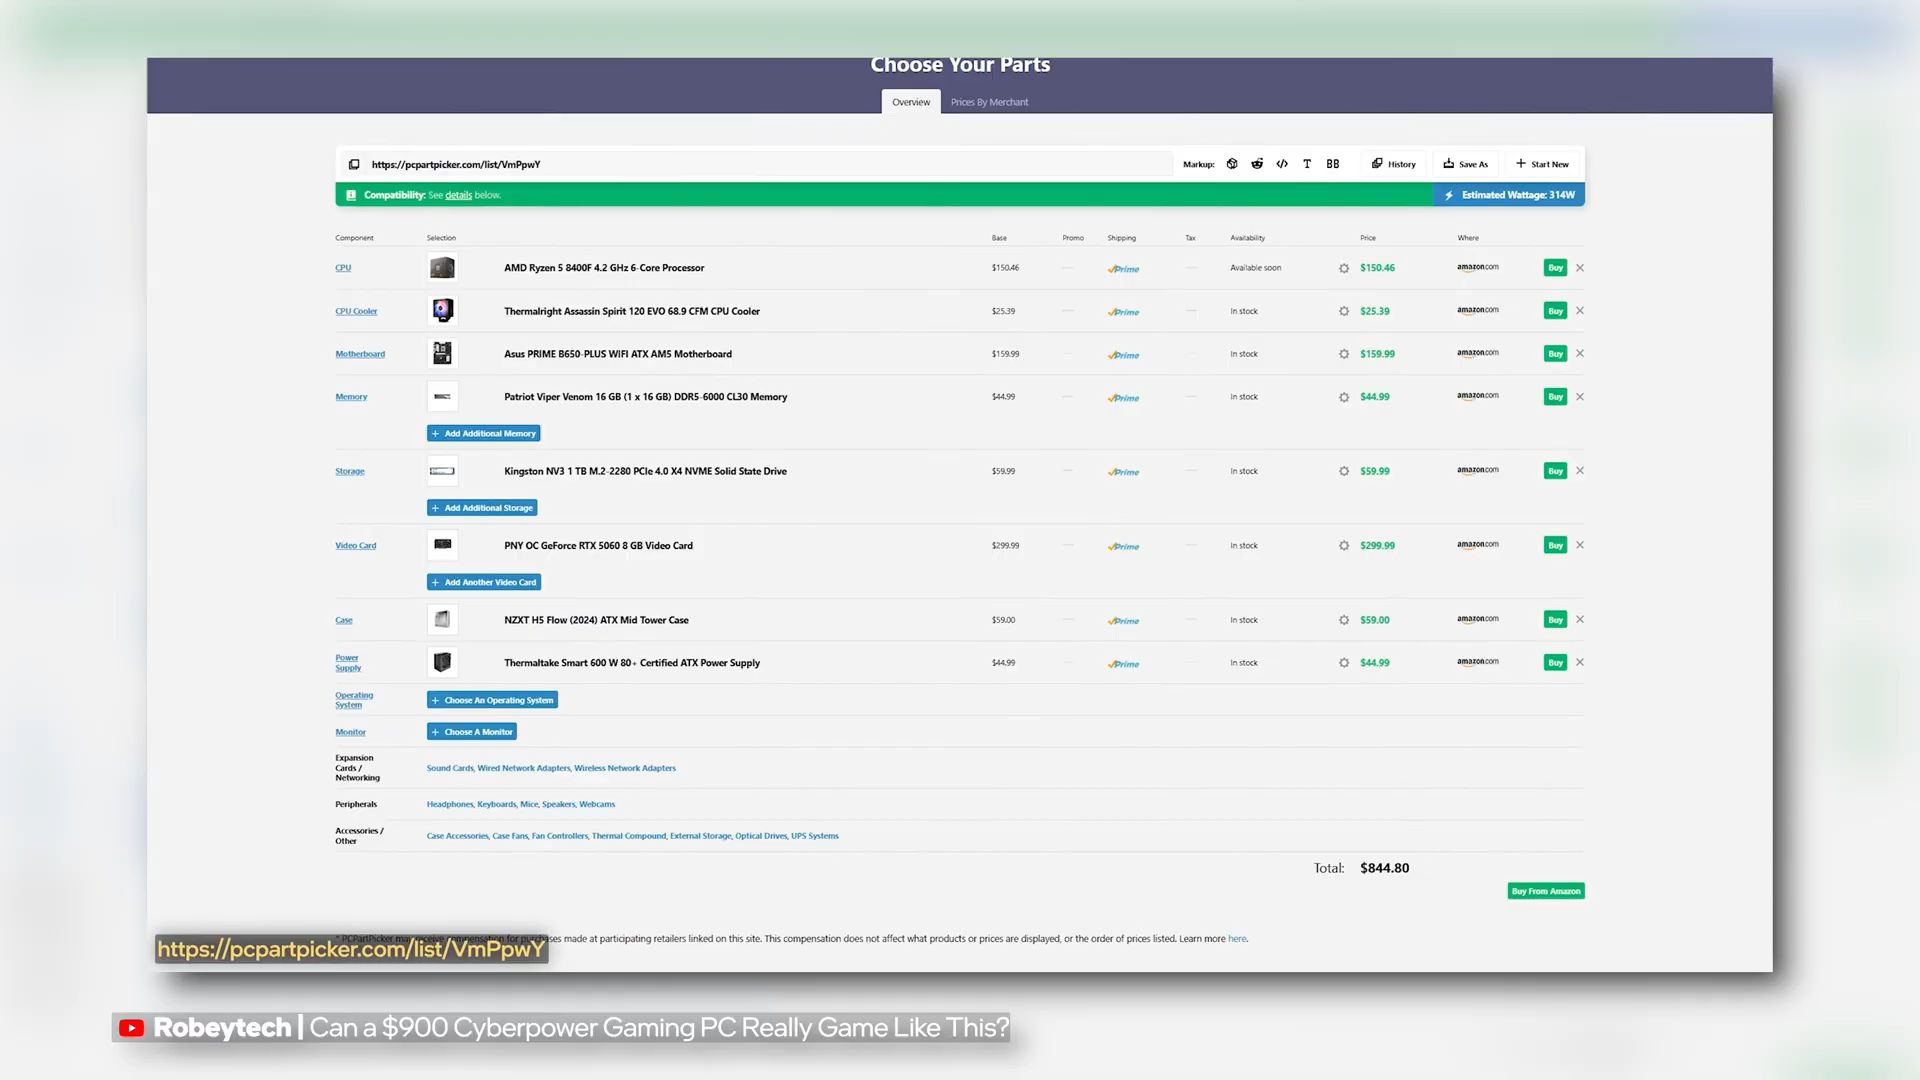 Choose Your Parts
Overview Prices By Merchant
https://pcpartpicker.com/list/VmPpwY Markup: T BB History Save As + Start New
Compatibility: See details below. Estimated Wattage: 314W
Component Selection Base Promo Shipping Tax Availability Price Where
CPU AMD Ryzen 5 8400F 4.2 GHz 6-Core Processor $150.46 — Prime — Available soon $150.46 amazon.com Buy
CPU Cooler Thermalright Assassin Spirit 120 EVO 68.9 CFM CPU Cooler $25.39 — Prime — In stock $25.39 amazon.com Buy
Motherboard Asus PRIME B650-PLUS WIFI ATX AM5 Motherboard $159.99 — Prime — In stock $159.99 amazon.com Buy
Memory Patriot Viper Venom 16 GB (1 x 16 GB) DDR5-6000 CL30 Memory $44.99 — Prime — In stock $44.99 amazon.com Buy
+ Add Additional Memory
Storage Kingston NV3 1 TB M.2-2280 PCIe 4.0 X4 NVME Solid State Drive $59.99 — Prime — In stock $59.99 amazon.com Buy
+ Add Additional Storage
Video Card PNY OC GeForce RTX 5060 8 GB Video Card $299.99 — Prime — In stock $299.99 amazon.com Buy
+ Add Another Video Card
Case NZXT H5 Flow (2024) ATX Mid Tower Case $59.00 — Prime — In stock $59.00 amazon.com Buy
Power
Supply Thermaltake Smart 600 W 80+ Certified ATX Power Supply $44.99 — Prime — In stock $44.99 amazon.com Buy
Operating
System + Choose An Operating System
Monitor + Choose A Monitor
Expansion
Cards /
Networking Sound Cards, Wired Network Adapters, Wireless Network Adapters
Peripherals Headphones, Keyboards, Mice, Speakers, Webcams
Accessories /
Other Case Accessories, Case Fans, Fan Controllers, Thermal Compound, External Storage, Optical Drives, UPS Systems
Total: $844.80
Buy From Amazon
* PCPartPicker may receive compensation for purchases made at participating retailers linked on this site. This compensation does not affect what products or prices are displayed, or the order of prices listed. Learn more here.
https://pcpartpicker.com/list/VmPpwY
Robeytech | Can a $900 Cyberpower Gaming PC Really Game Like This?